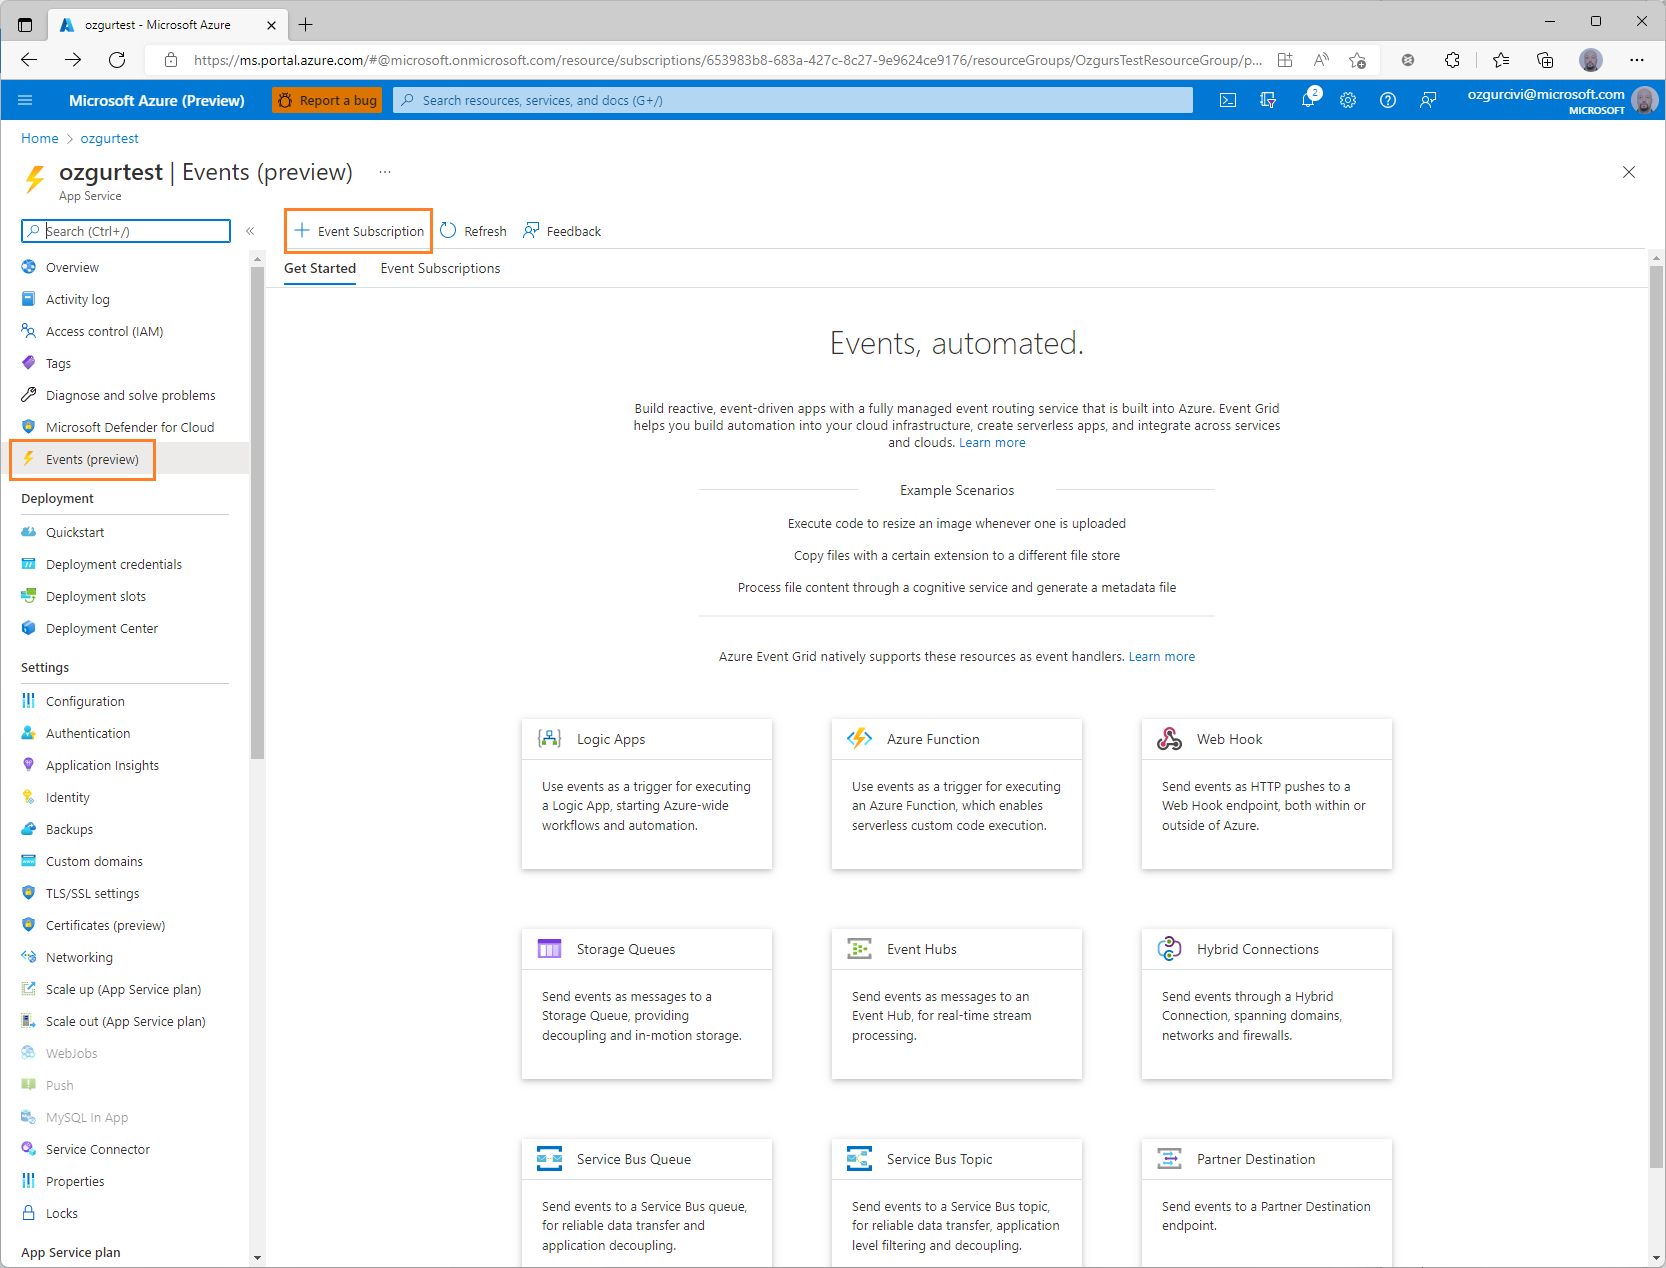 ozgurtest - Microsoft Azure
https://ms.portal.azure.com/#@microsoft.onmicrosoft.com/resource/subscriptions/653983b8-683a-427c-8c27-9e9624ce9176/resourceGroups/OzgursTestResourceGroup/p...
Microsoft Azure (Preview)
Report a bug
Search resources, services, and docs (G+/)
2
ozgurcivi@microsoft.com
MICROSOFT
Home > ozgurtest
ozgurtest | Events (preview) ...
App Service
Search (Ctrl+/)
«
Overview
Activity log
Access control (IAM)
Tags
Diagnose and solve problems
Microsoft Defender for Cloud
Events (preview)
Deployment
Quickstart
Deployment credentials
Deployment slots
Deployment Center
Settings
Configuration
Authentication
Application Insights
Identity
Backups
Custom domains
TLS/SSL settings
Certificates (preview)
Networking
Scale up (App Service plan)
Scale out (App Service plan)
WebJobs
Push
MySQL In App
Service Connector
Properties
Locks
App Service plan
Event Subscription
Refresh
Feedback
Get Started
Event Subscriptions
Events, automated.
Build reactive, event-driven apps with a fully managed event routing service that is built into Azure. Event Grid
helps you build automation into your cloud infrastructure, create serverless apps, and integrate across services
and clouds. Learn more
Example Scenarios
Execute code to resize an image whenever one is uploaded
Copy files with a certain extension to a different file store
Process file content through a cognitive service and generate a metadata file
Azure Event Grid natively supports these resources as event handlers. Learn more
Logic Apps
Use events as a trigger for executing
a Logic App, starting Azure-wide
workflows and automation.
Azure Function
Use events as a trigger for executing
an Azure Function, which enables
serverless custom code execution.
Web Hook
Send events as HTTP pushes to a
Web Hook endpoint, both within or
outside of Azure.
Storage Queues
Send events as messages to a
Storage Queue, providing
decoupling and in-motion storage.
Event Hubs
Send events as messages to an
Event Hub, for real-time stream
processing.
Hybrid Connections
Send events through a Hybrid
Connection, spanning domains,
networks and firewalls.
Service Bus Queue
Send events to a Service Bus queue,
for reliable data transfer and
application decoupling.
Service Bus Topic
Send events to a Service Bus topic,
for reliable data transfer, application
level filtering and decoupling.
Partner Destination
Send events to a Partner Destination
endpoint.